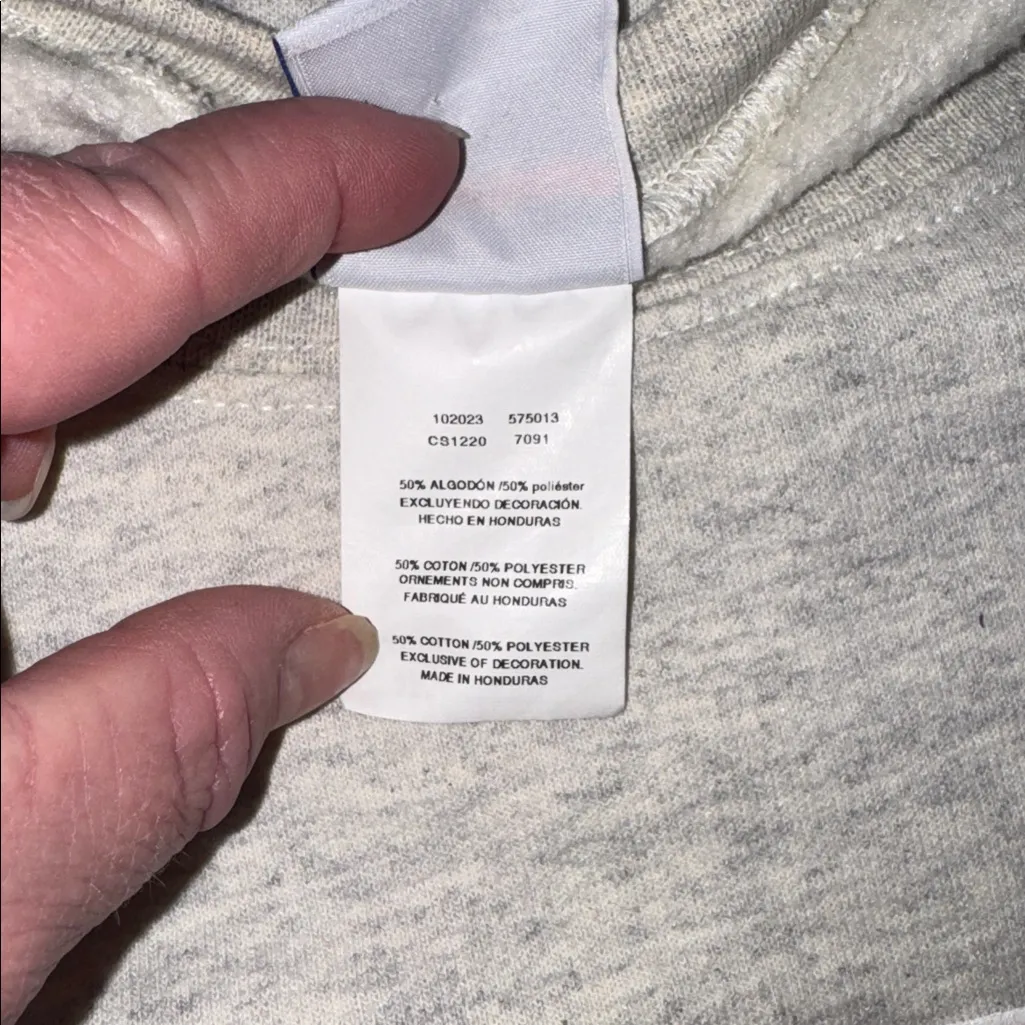 102023 575013
CS1220 7091
50% ALGODÓN /50% poliéster
EXCLUYENDO DECORACIÓN.
HECHO EN HONDURAS
50% COTON /50% POLYESTER
ORNEMENTS NON COMPRIS.
FABRIQUÉ AU HONDURAS
50% COTTON /50% POLYESTER
EXCLUSIVE OF DECORATION.
MADE IN HONDURAS